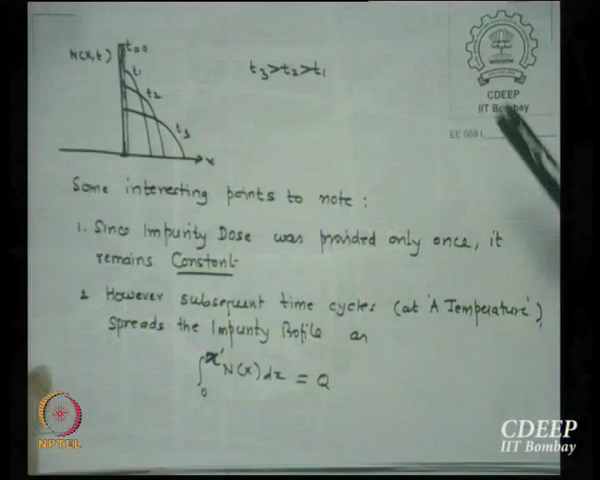 N(x,t)
t=0
t1
t2
t3
x
t3>t2>t1
CDEEP
IIT Bombay
EE 669 L
Some interesting points to note :
1. Since Impurity Dose was provided only once, it
remains Constant.
2. However subsequent time cycles (at 'A Temperature'),
Spreads the Impurity Profile as
∫₀^x' N(x) dx = Q
NPTEL
CDEEP
IIT Bombay